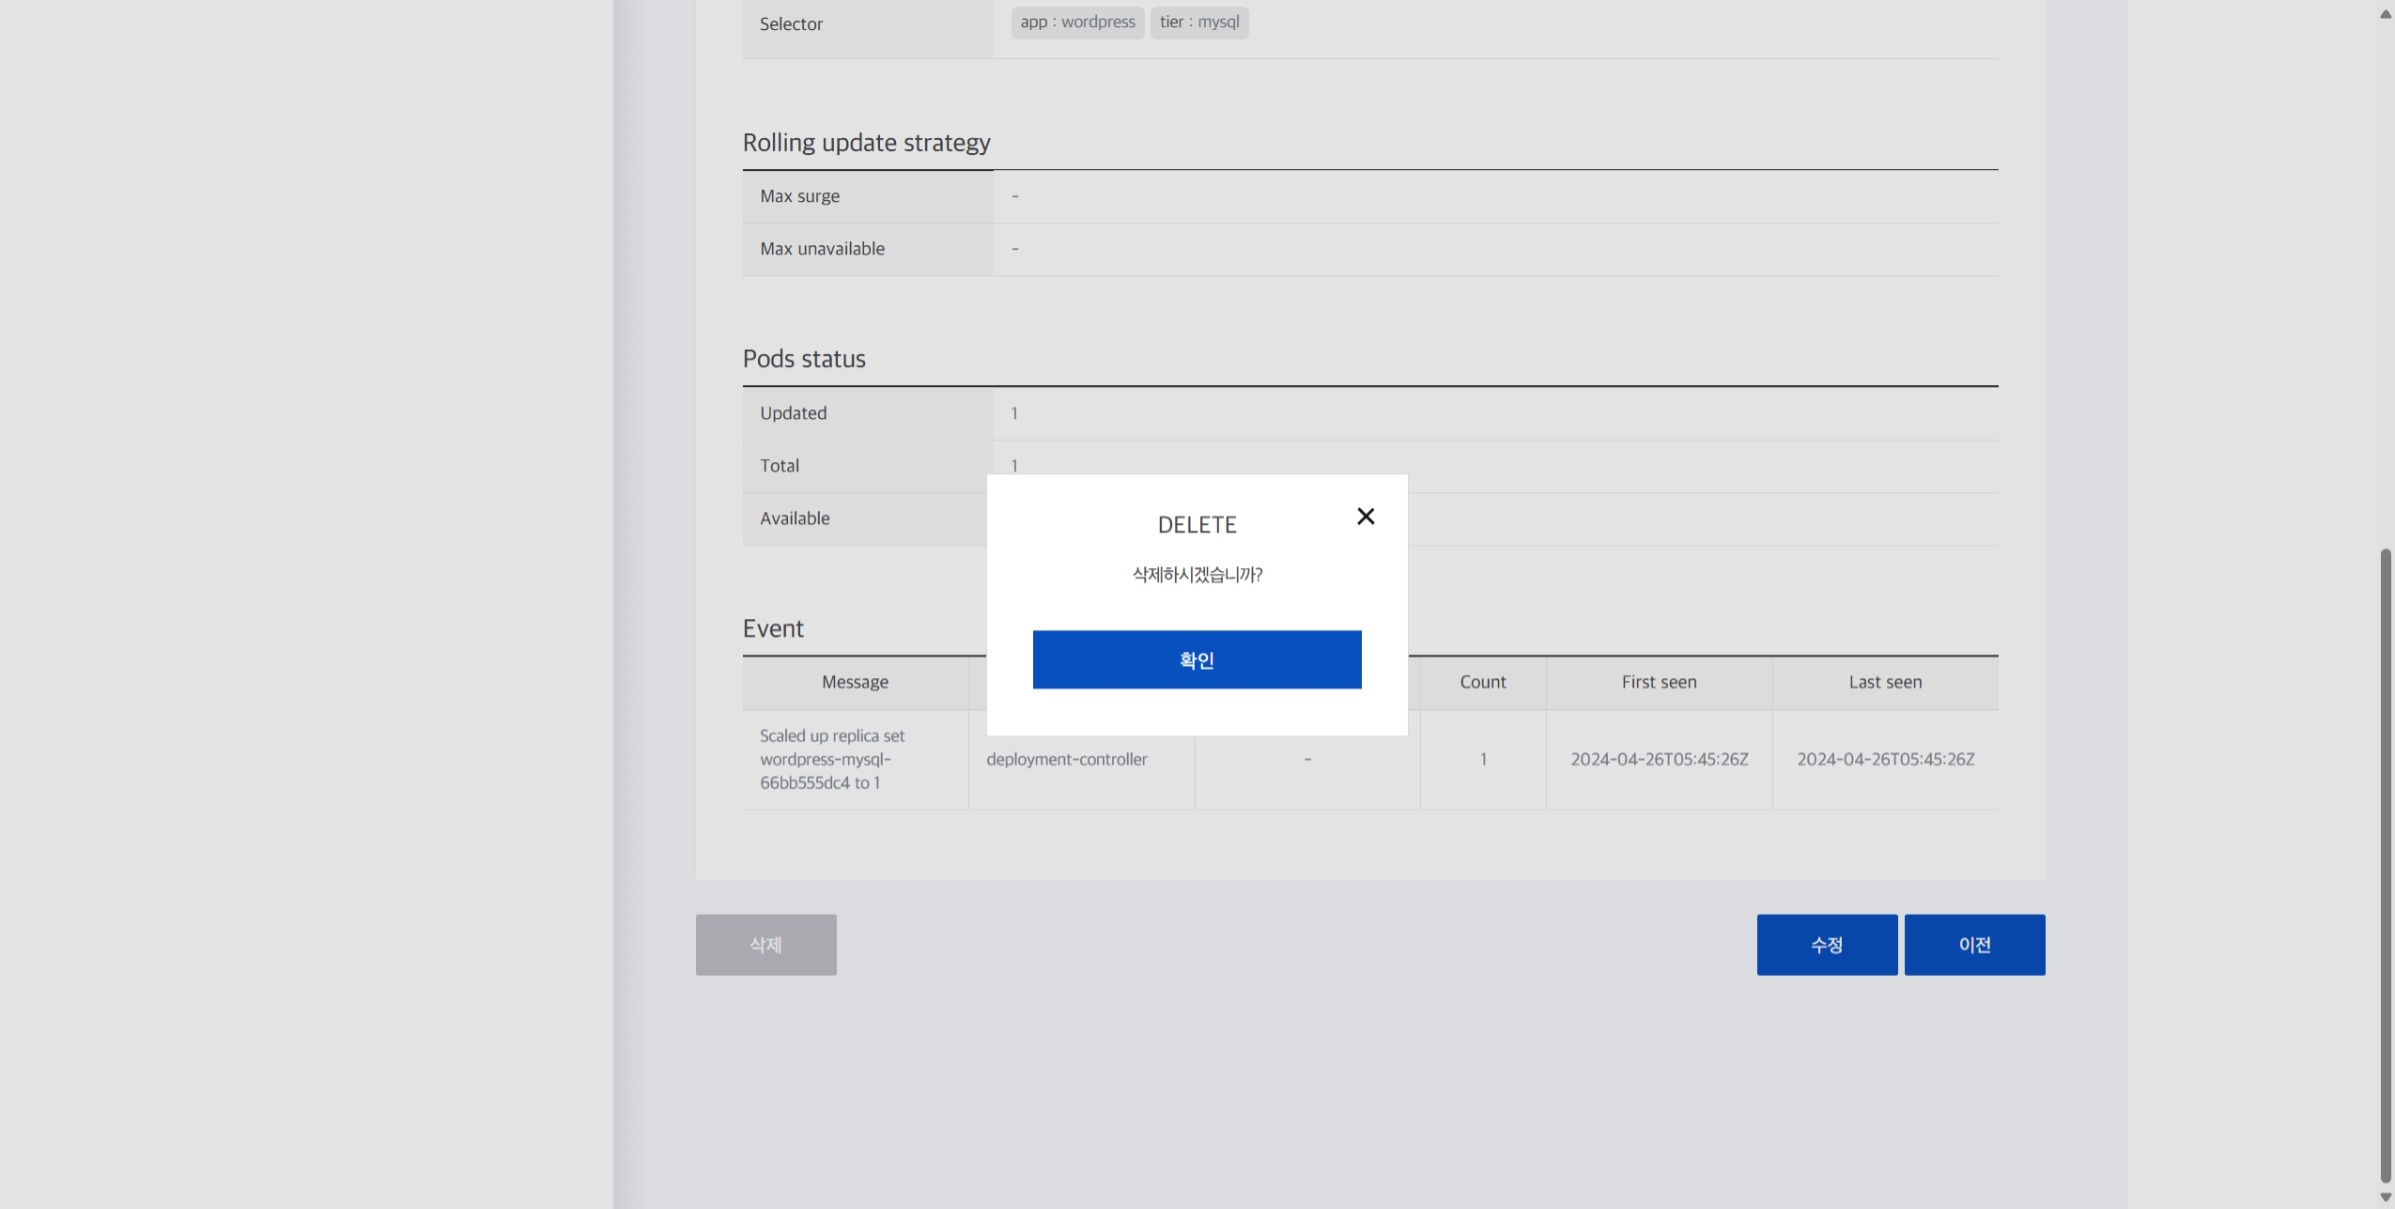 Selector app : wordpress tier : mysql
Rolling update strategy
Max surge -
Max unavailable -
Pods status
Updated 1
Total 1
Available
DELETE
삭제하시겠습니까?
확인
Event
Message Count First seen Last seen
Scaled up replica set
wordpress-mysql-
66bb555dc4 to 1
deployment-controller - 1 2024-04-26T05:45:26Z 2024-04-26T05:45:26Z
삭제 수정 이전